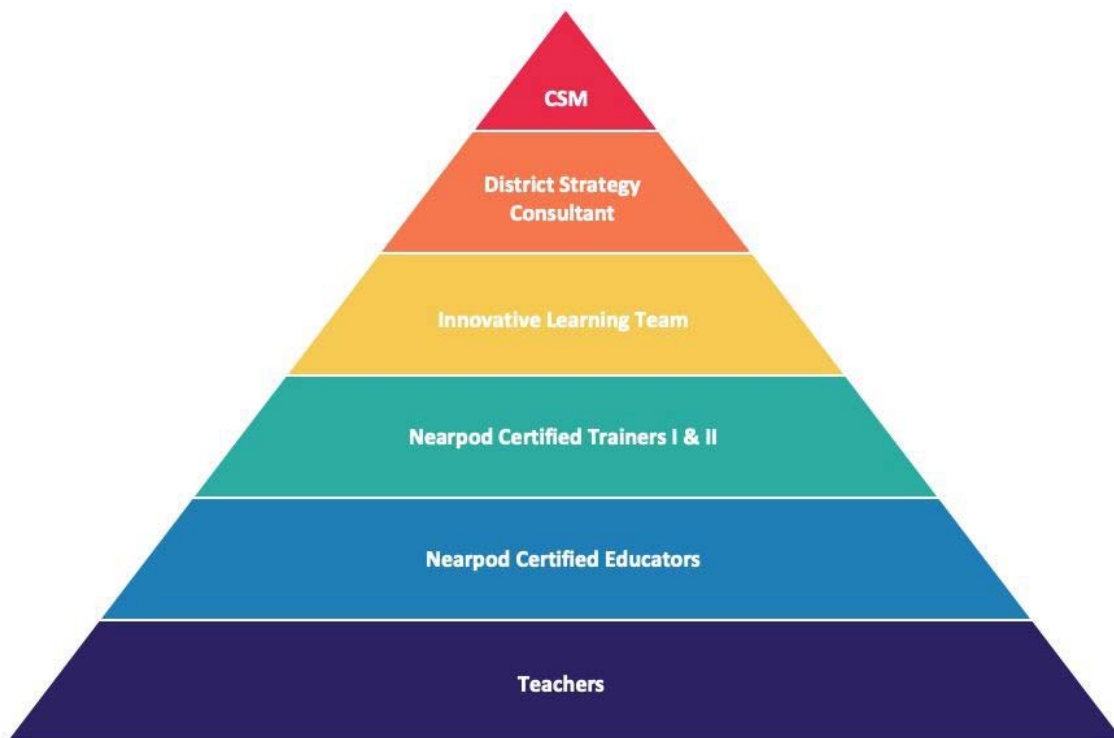 CSM
District Strategy
Consultant
Innovative Learning Team
Nearpod Certified Trainers I & II
Nearpod Certified Educators
Teachers